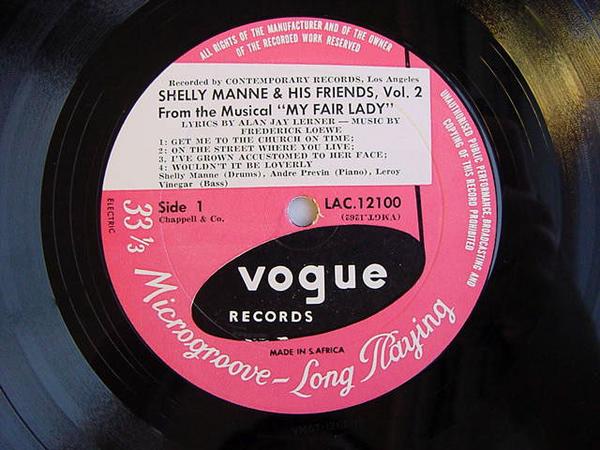 ALL RIGHTS OF THE MANUFACTURER AND OF THE OWNER
OF THE RECORDED WORK RESERVED
Recorded by CONTEMPORARY RECORDS, Los Angeles
SHELLY MANNE & HIS FRIENDS, Vol. 2
From the Musical "MY FAIR LADY"
LYRICS BY ALAN JAY LERNER — MUSIC BY
FREDERICK LOEWE
1: GET ME TO THE CHURCH ON TIME;
2: ON THE STREET WHERE YOU LIVE;
3: I'VE GROWN ACCUSTOMED TO HER FACE;
4: WOULDN'T IT BE LOVERLY
Shelly Manne (Drums), Andre Previn (Piano), Leroy
Vinegar (Bass)
Side 1
Chappell & Co.
LAC.12100
UNAUTHORISED PUBLIC PERFORMANCE, BROADCASTING AND
COPYING OF THIS RECORD PROHIBITED
ELECTRIC
33 1/3 Microgroove – Long Playing
vogue
RECORDS
MADE IN S. AFRICA